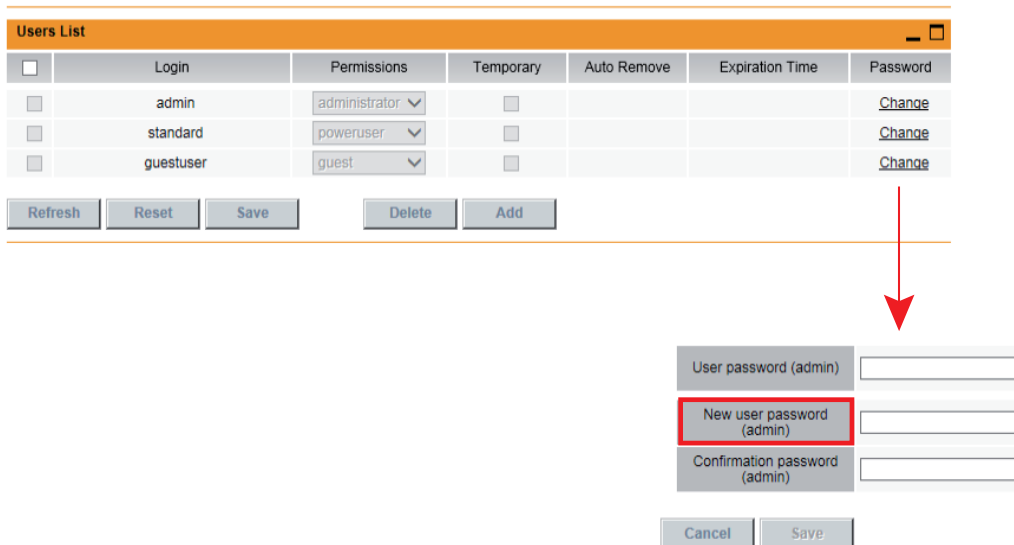 Users List
Login Permissions Temporary Auto Remove Expiration Time Password
admin administrator Change
standard poweruser Change
guestuser guest Change
Refresh Reset Save Delete Add
User password (admin)
New user password
(admin)
Confirmation password
(admin)
Cancel Save